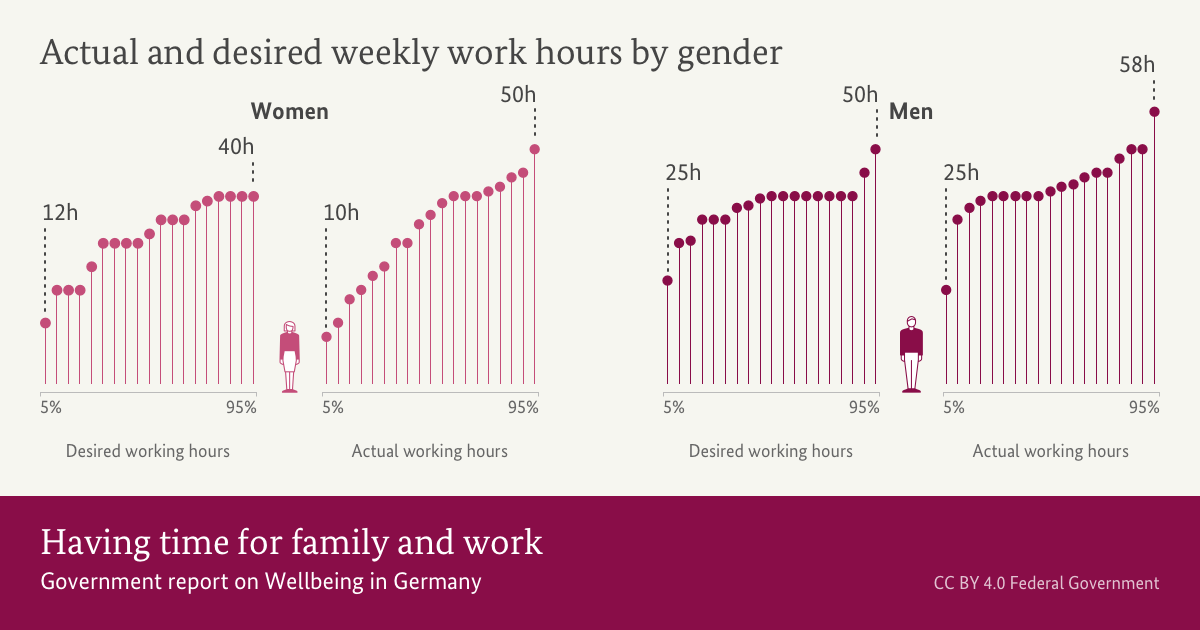 Actual and desired weekly work hours by gender
Women
12h
40h
5%
95%
Desired working hours
10h
50h
5%
95%
Actual working hours
Men
25h
50h
5%
95%
Desired working hours
25h
58h
5%
95%
Actual working hours
Having time for family and work
Government report on Wellbeing in Germany
CC BY 4.0 Federal Government